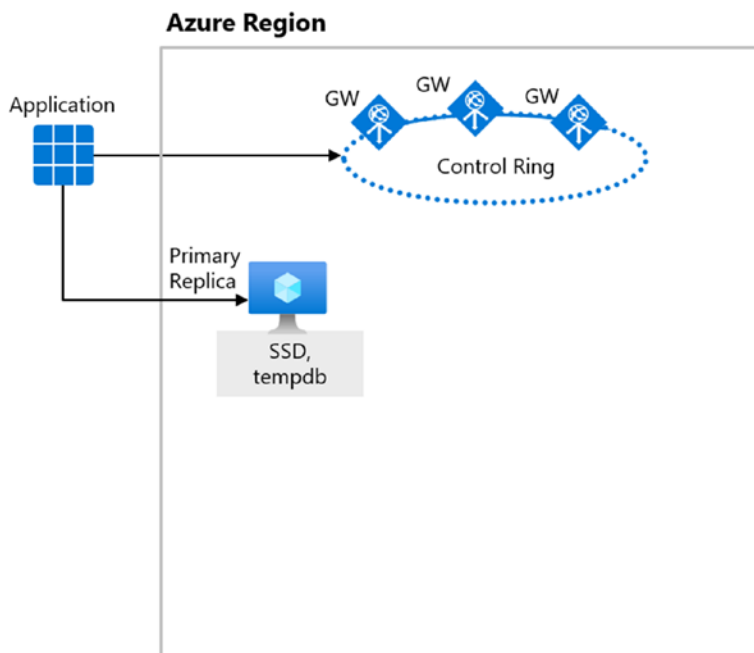 Azure Region
Application
GW
GW
GW
Control Ring
Primary
Replica
SSD,
tempdb